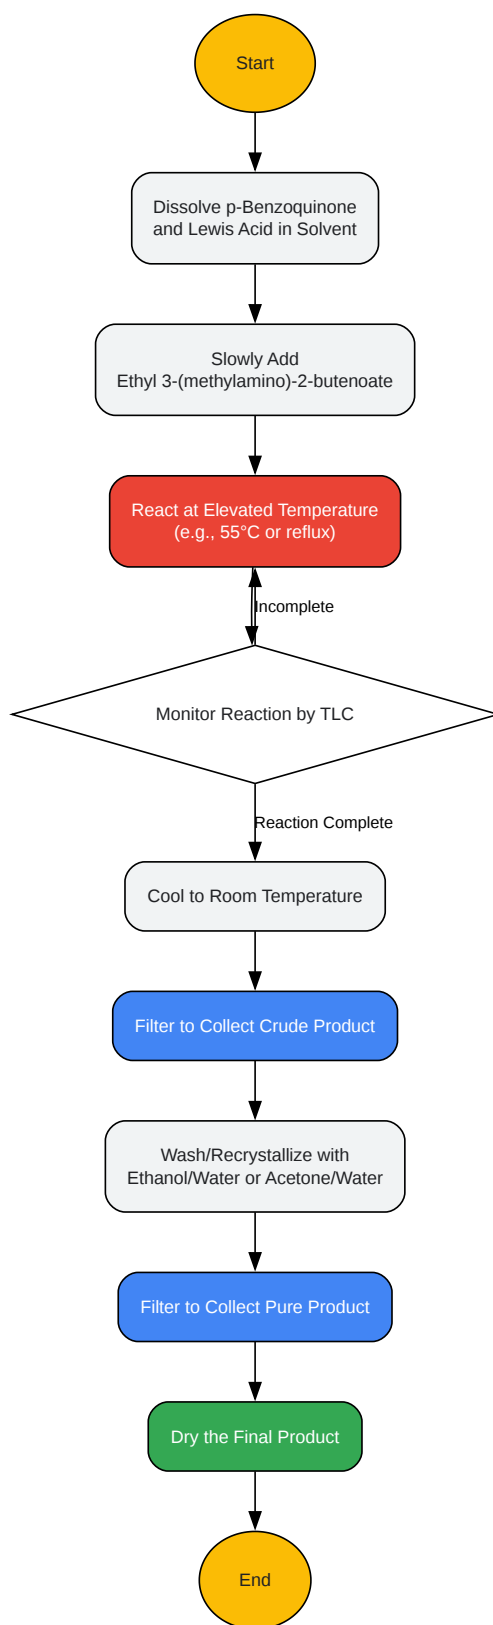 Start
Dissolve p-Benzoquinone
and Lewis Acid in Solvent
Slowly Add
Ethyl 3-(methylamino)-2-butenoate
React at Elevated Temperature
(e.g., 55°C or reflux)
Incomplete
Monitor Reaction by TLC
Reaction Complete
Cool to Room Temperature
Filter to Collect Crude Product
Wash/Recrystallize with
Ethanol/Water or Acetone/Water
Filter to Collect Pure Product
Dry the Final Product
End